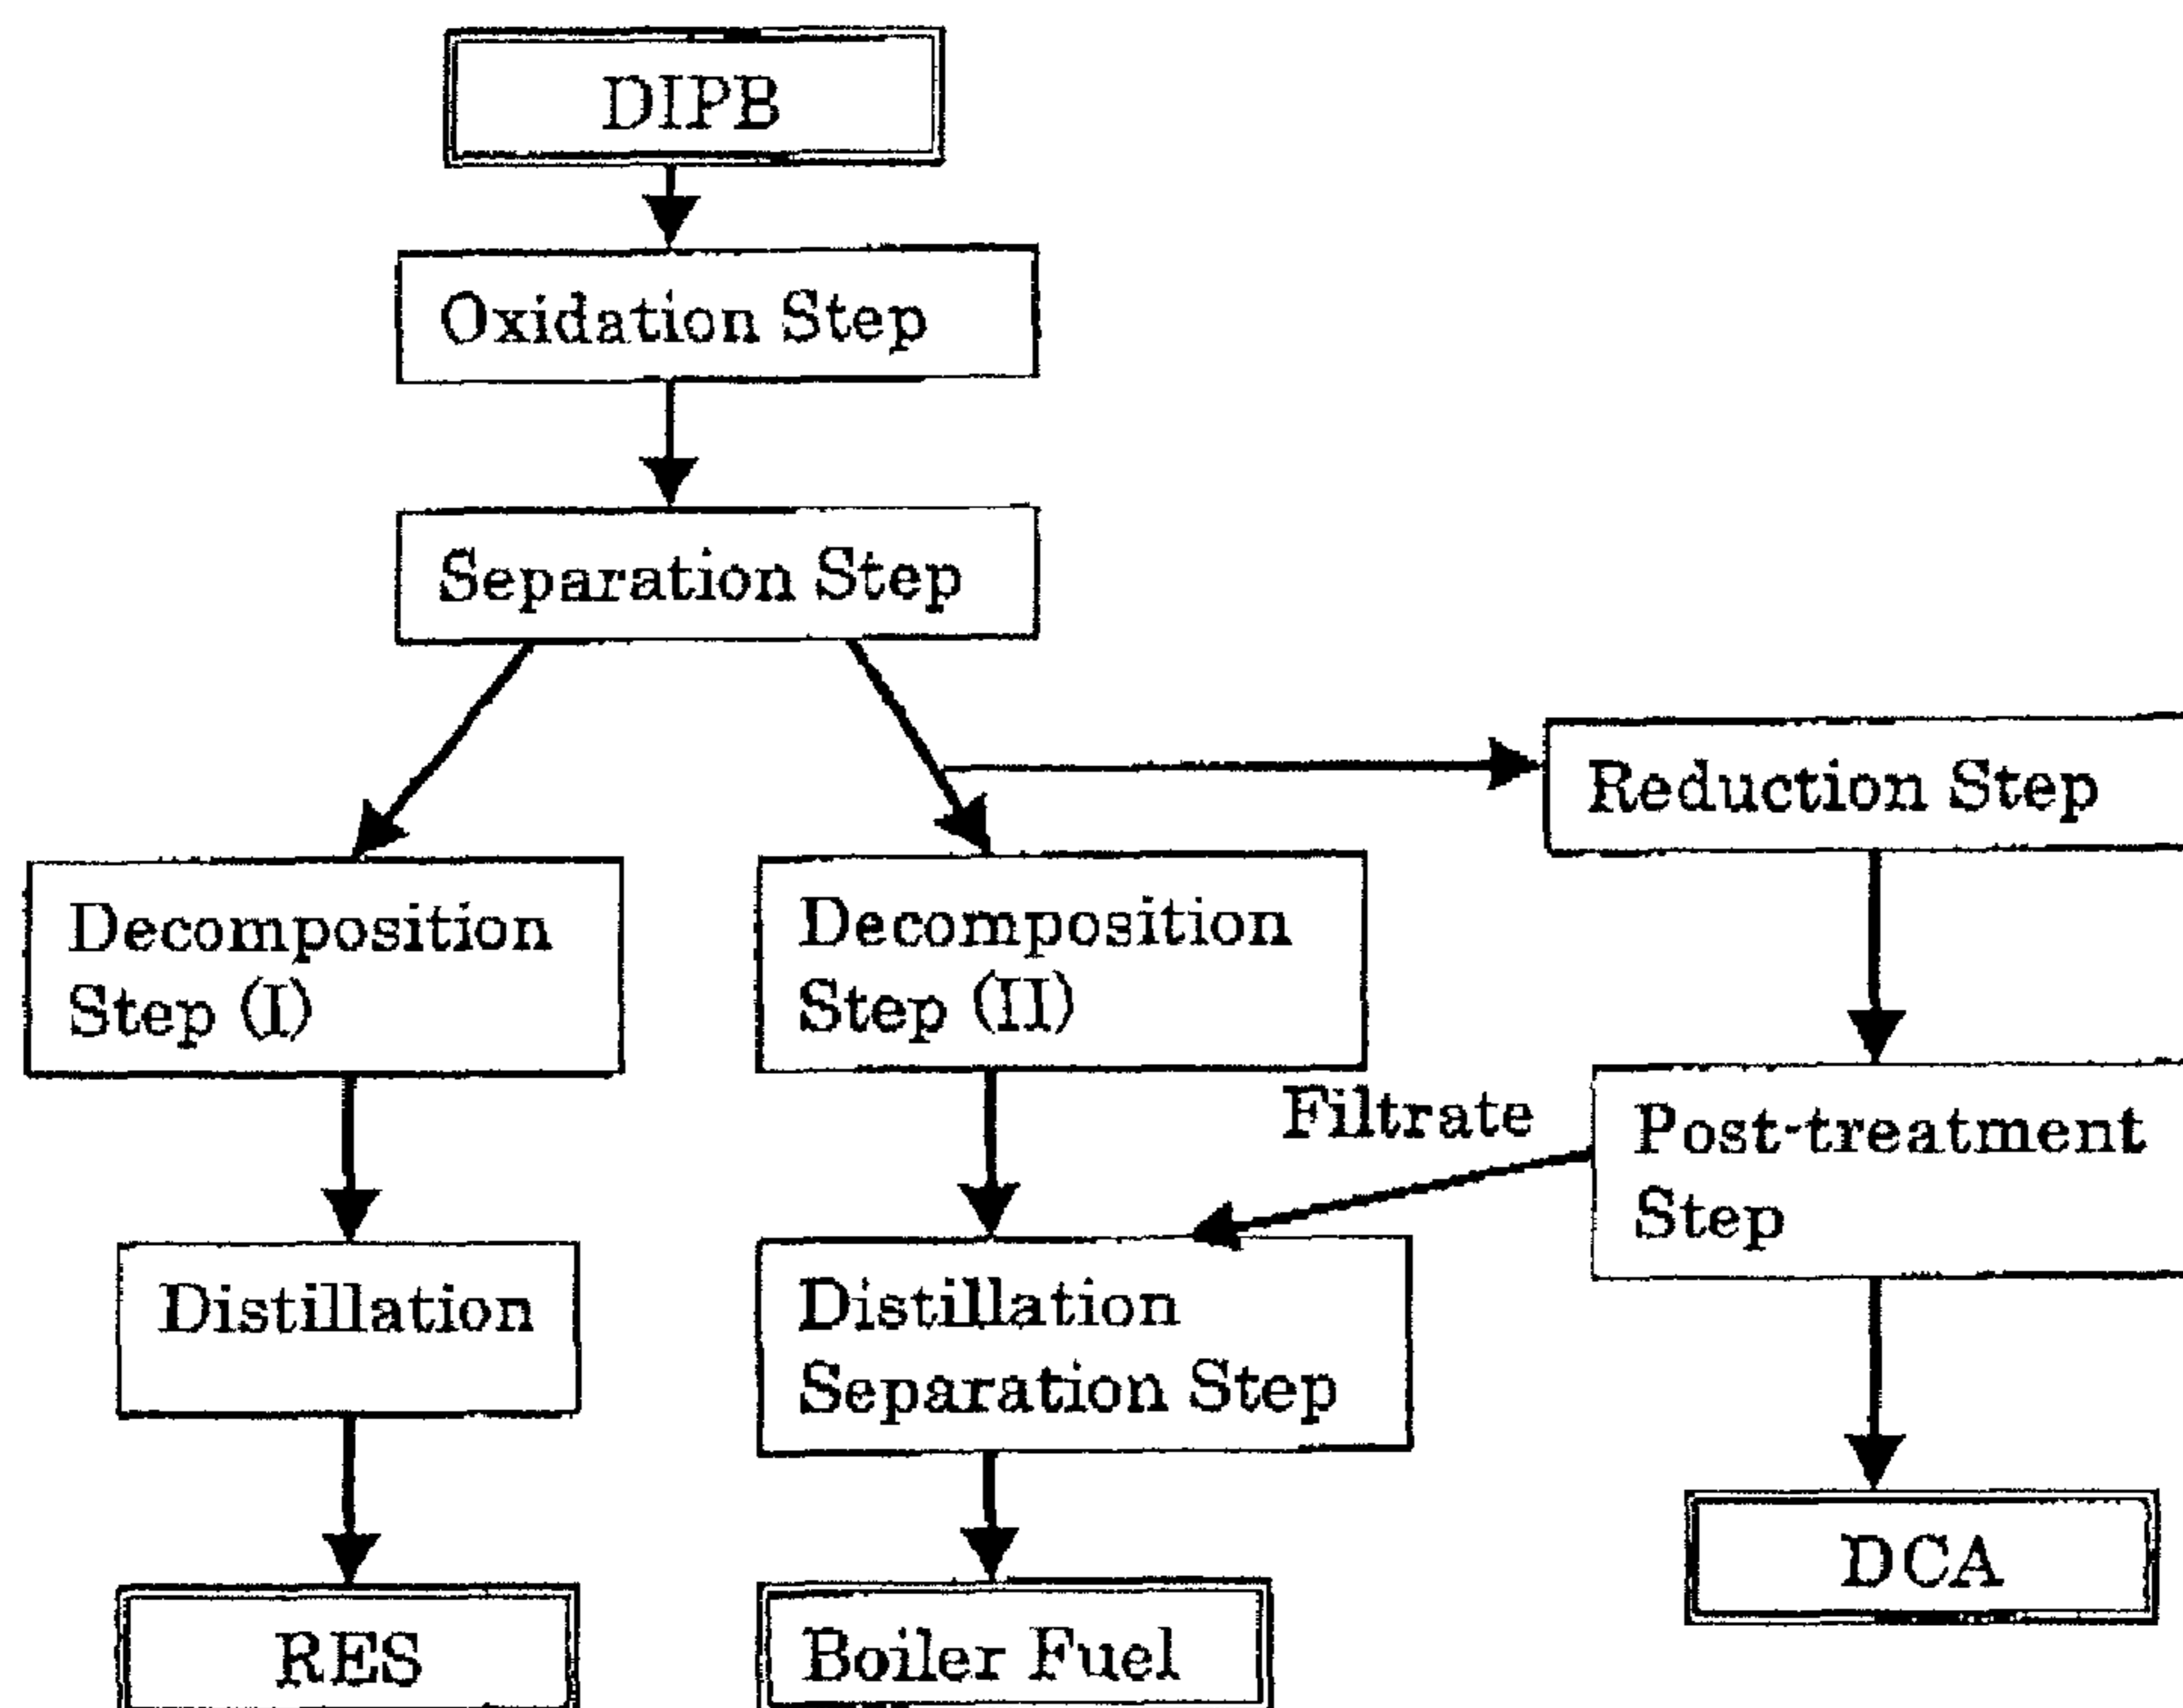 DIPB
Oxidation Step
Separation Step
Reduction Step
Decomposition
Step (I)
Decomposition
Step (II)
Filtrate
Post-treatment
Step
Distillation
Distillation
Separation Step
DCA
RES
Boiler Fuel